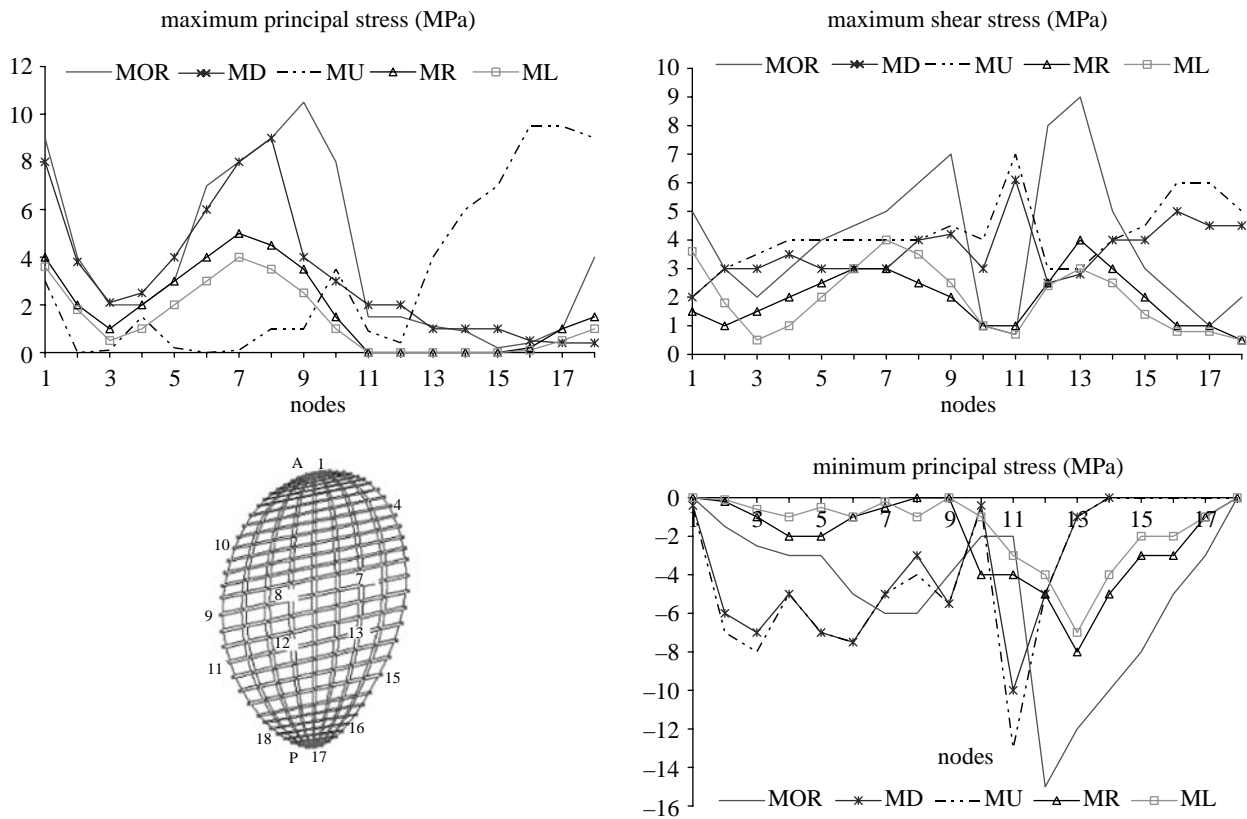 maximum principal stress (MPa)
12
MOR MD MU MR ML
10
8
6
4
2
0
1 3 5 7 9 11 13 15 17
nodes
maximum shear stress (MPa)
10
MOR MD MU MR ML
9
8
7
6
5
4
3
2
1
0
1 3 5 7 9 11 13 15 17
nodes
A 1
4
10
7
8
9
13
12
11
15
16
18
P 17
minimum principal stress (MPa)
0
1 3 5 7 9 11 13 15 17
–2
–4
–6
–8
–10
–12
–14
nodes
–16
MOR MD MU MR ML